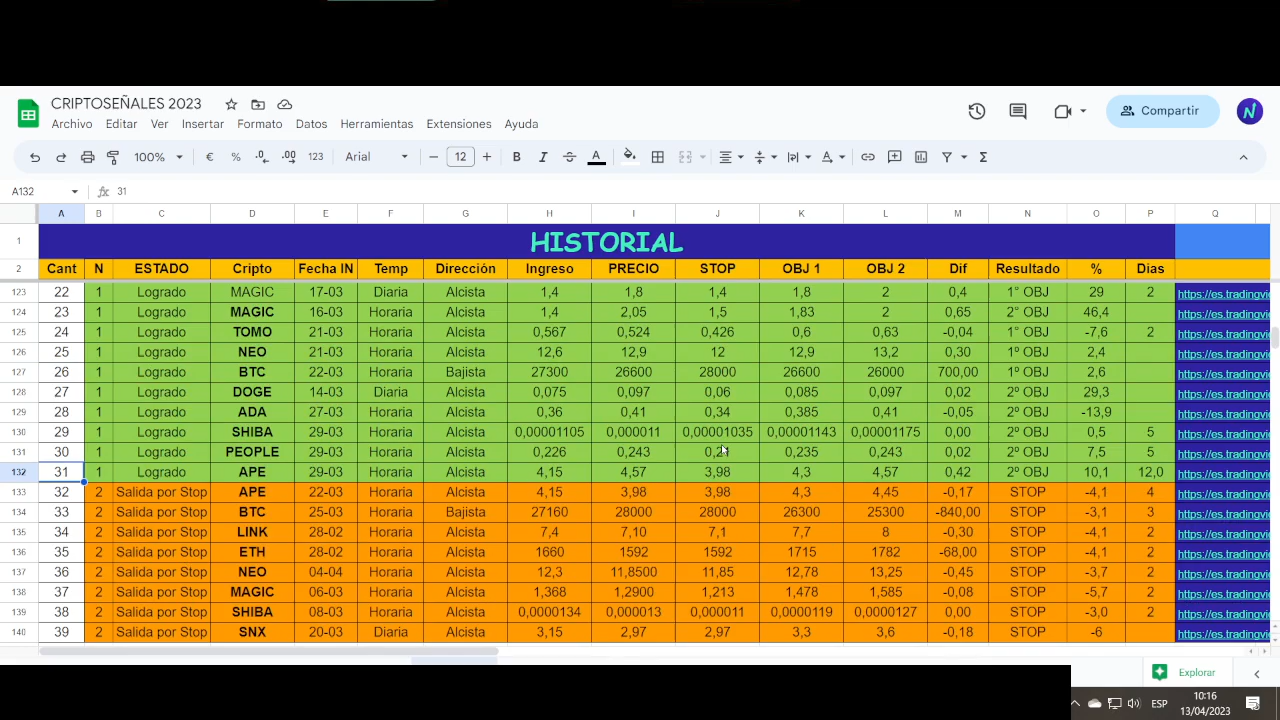 CRIPTOSEÑALES 2023
Archivo Editar Ver Insertar Formato Datos Herramientas Extensiones Ayuda
Compartir
100% € % .0 .00 123 Arial 12 B I A
A132 fx 31
A B C D E F G H I J K L M N O P Q
1 HISTORIAL
2 Cant N ESTADO Cripto Fecha IN Temp Dirección Ingreso PRECIO STOP OBJ 1 OBJ 2 Dif Resultado % Dias
123 22 1 Logrado MAGIC 17-03 Diaria Alcista 1,4 1,8 1,4 1,8 2 0,4 1° OBJ 29 2 https://es.tradingvi
124 23 1 Logrado MAGIC 16-03 Horaria Alcista 1,4 2,05 1,5 1,83 2 0,65 2° OBJ 46,4 https://es.tradingvi
125 24 1 Logrado TOMO 21-03 Horaria Alcista 0,567 0,524 0,426 0,6 0,63 -0,04 1° OBJ -7,6 2 https://es.tradingvi
126 25 1 Logrado NEO 21-03 Horaria Alcista 12,6 12,9 12 12,9 13,2 0,30 1º OBJ 2,4 https://es.tradingvi
127 26 1 Logrado BTC 22-03 Horaria Bajista 27300 26600 28000 26600 26000 700,00 1º OBJ 2,6 https://es.tradingvi
128 27 1 Logrado DOGE 14-03 Diaria Alcista 0,075 0,097 0,06 0,085 0,097 0,02 2º OBJ 29,3 https://es.tradingvi
129 28 1 Logrado ADA 27-03 Horaria Alcista 0,36 0,41 0,34 0,385 0,41 -0,05 2º OBJ -13,9 https://es.tradingvi
130 29 1 Logrado SHIBA 29-03 Horaria Alcista 0,00001105 0,000011 0,00001035 0,00001143 0,00001175 0,00 2º OBJ 0,5 5 https://es.tradingvi
131 30 1 Logrado PEOPLE 29-03 Horaria Alcista 0,226 0,243 0,235 0,243 0,02 2º OBJ 7,5 5 https://es.tradingvi
132 31 1 Logrado APE 29-03 Horaria Alcista 4,15 4,57 3,98 4,3 4,57 0,42 2º OBJ 10,1 12,0 https://es.tradingvi
133 32 2 Salida por Stop APE 22-03 Horaria Alcista 4,15 3,98 3,98 4,3 4,45 -0,17 STOP -4,1 4 https://es.tradingvi
134 33 2 Salida por Stop BTC 25-03 Horaria Bajista 27160 28000 28000 26300 25300 -840,00 STOP -3,1 3 https://es.tradingvi
135 34 2 Salida por Stop LINK 28-02 Horaria Alcista 7,4 7,10 7,1 7,7 8 -0,30 STOP -4,1 2 https://es.tradingvi
136 35 2 Salida por Stop ETH 28-02 Horaria Alcista 1660 1592 1592 1715 1782 -68,00 STOP -4,1 2 https://es.tradingvi
137 36 2 Salida por Stop NEO 04-04 Horaria Alcista 12,3 11,8500 11,85 12,78 13,25 -0,45 STOP -3,7 2 https://es.tradingvi
138 37 2 Salida por Stop MAGIC 06-03 Horaria Alcista 1,368 1,2900 1,213 1,478 1,585 -0,08 STOP -5,7 2 https://es.tradingvi
139 38 2 Salida por Stop SHIBA 08-03 Horaria Alcista 0,0000134 0,000013 0,000011 0,0000119 0,0000127 0,00 STOP -3,0 2 https://es.tradingvi
140 39 2 Salida por Stop SNX 20-03 Diaria Alcista 3,15 2,97 2,97 3,3 3,6 -0,18 STOP -6 https://es.tradingvi
Explorar
ESP 10:16
13/04/2023